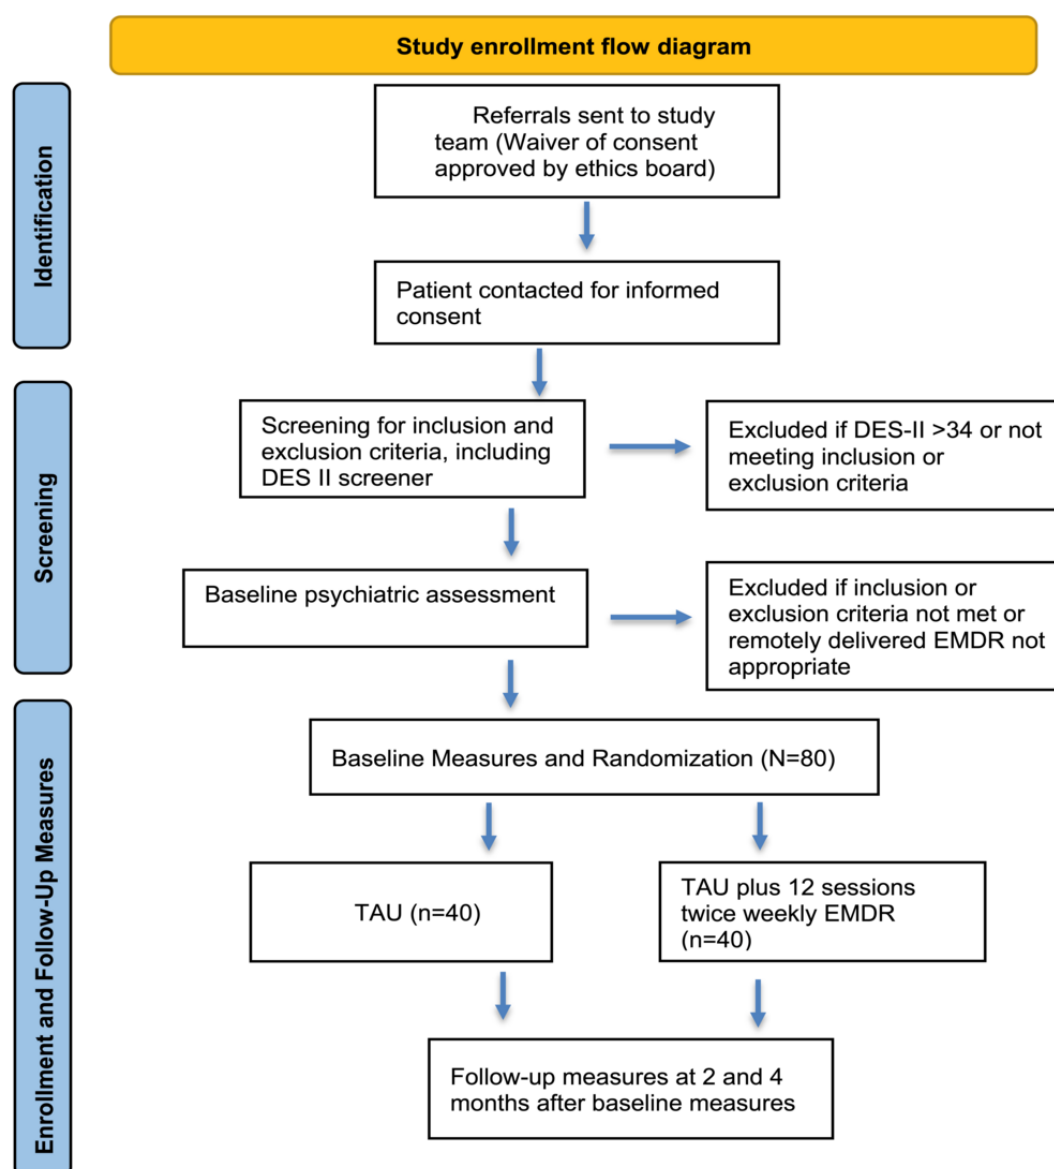 Study enrollment flow diagram
Identification
Referrals sent to study
team (Waiver of consent
approved by ethics board)
Patient contacted for informed
consent
Screening
Screening for inclusion and
exclusion criteria, including
DES II screener
Excluded if DES-II >34 or not
meeting inclusion or
exclusion criteria
Baseline psychiatric assessment
Excluded if inclusion or
exclusion criteria not met or
remotely delivered EMDR not
appropriate
Enrollment and Follow-Up Measures
Baseline Measures and Randomization (N=80)
TAU (n=40)
TAU plus 12 sessions
twice weekly EMDR
(n=40)
Follow-up measures at 2 and 4
months after baseline measures